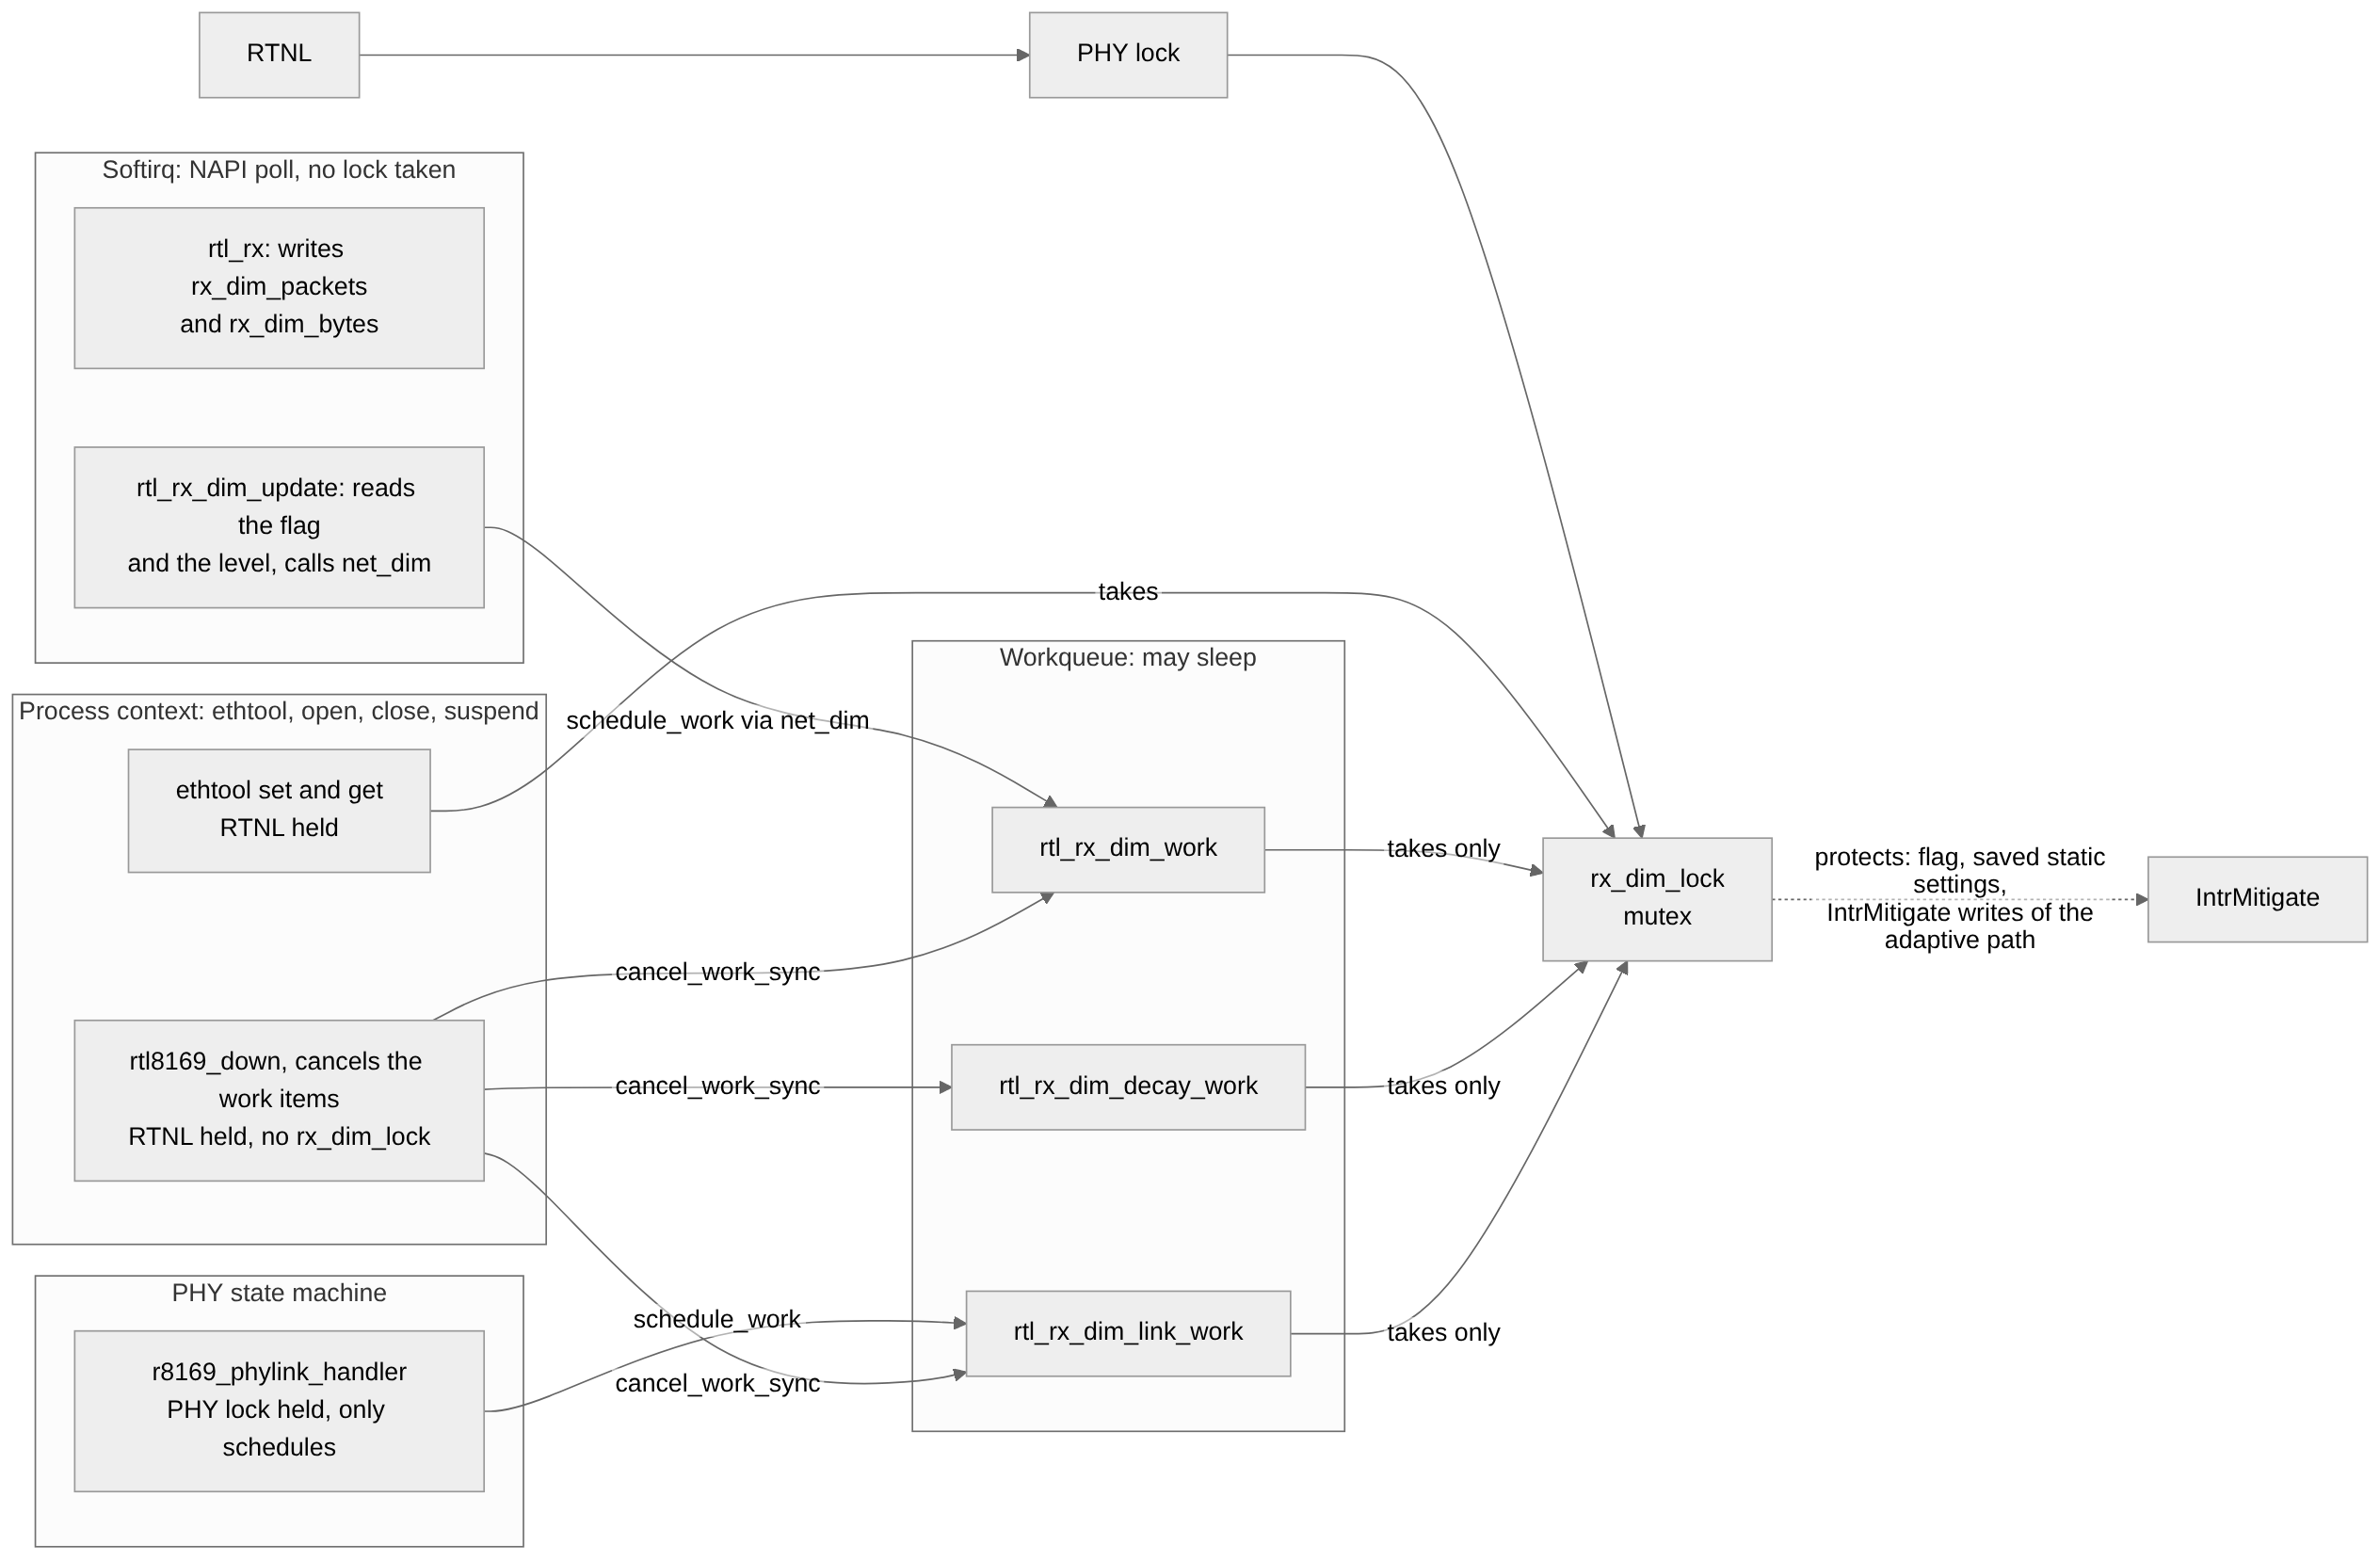 RTNL
PHY lock
Softirq: NAPI poll, no lock taken
rtl_rx: writes
rx_dim_packets
and rx_dim_bytes
rtl_rx_dim_update: reads
the flag
and the level, calls net_dim
takes
schedule_work via net_dim
Process context: ethtool, open, close, suspend
ethtool set and get
RTNL held
rtl8169_down, cancels the
work items
RTNL held, no rx_dim_lock
cancel_work_sync
cancel_work_sync
cancel_work_sync
PHY state machine
r8169_phylink_handler
PHY lock held, only
schedules
schedule_work
Workqueue: may sleep
rtl_rx_dim_work
rtl_rx_dim_decay_work
rtl_rx_dim_link_work
takes only
takes only
takes only
rx_dim_lock
mutex
protects: flag, saved static
settings,
IntrMitigate writes of the
adaptive path
IntrMitigate